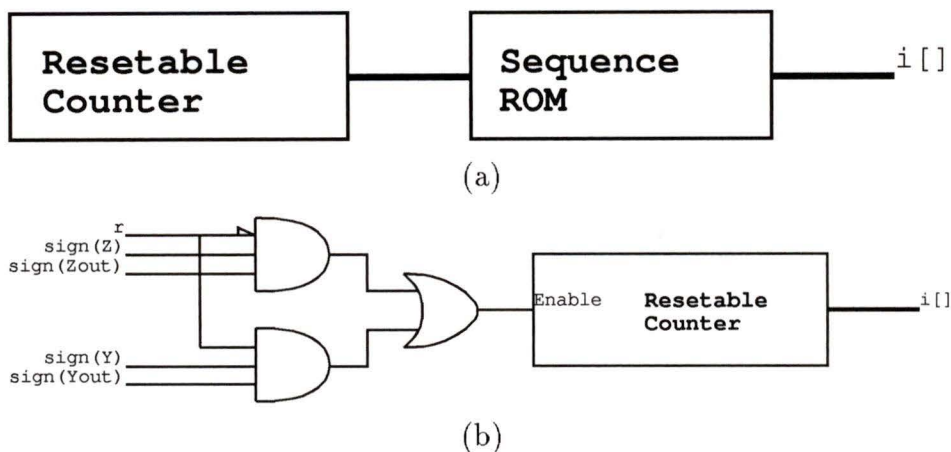 Resetable
Counter
Sequence
ROM
i[]
(a)
r
sign(Z)
sign(Zout)
sign(Y)
sign(Yout)
Enable
Resetable
Counter
i[]
(b)